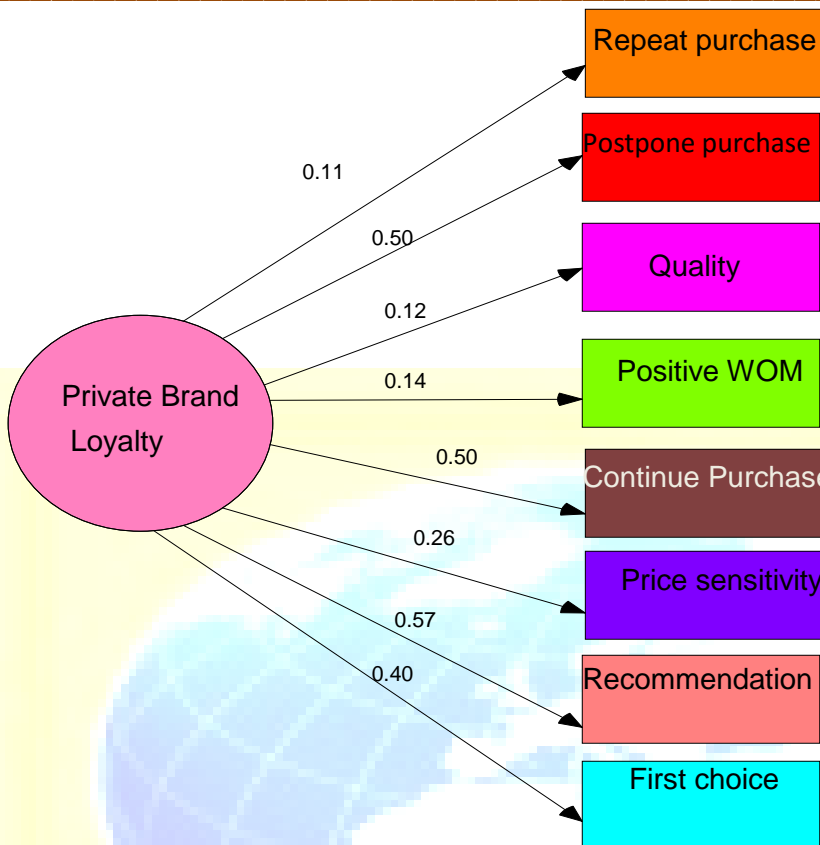 Repeat purchase
0.11
Postpone purchase
0.50
Quality
0.12
Positive WOM
0.14
Private Brand
Loyalty
0.50
Continue Purchase
0.26
Price sensitivity
0.57
Recommendation
0.40
First choice